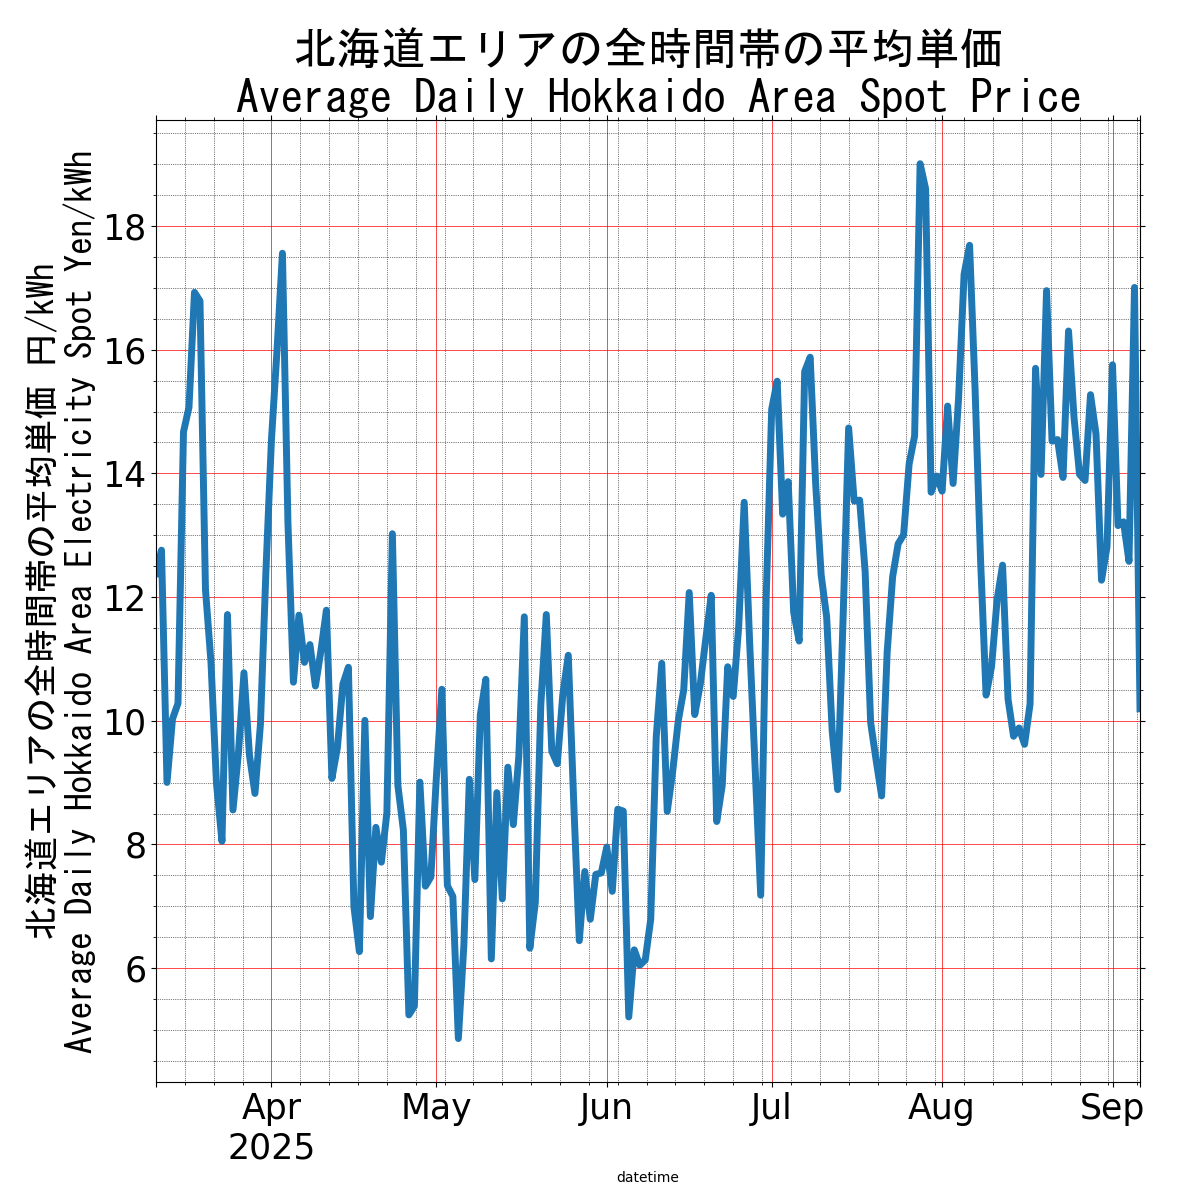 北海道エリアの全時間帯の平均単価
Average Daily Hokkaido Area Spot Price
北海道エリアの全時間帯の平均単価 円/kWh
Average Daily Hokkaido Area Electricity Spot Yen/kWh
18
16
14
12
10
8
6
Apr
2025
May
Jun
Jul
Aug
Sep
datetime